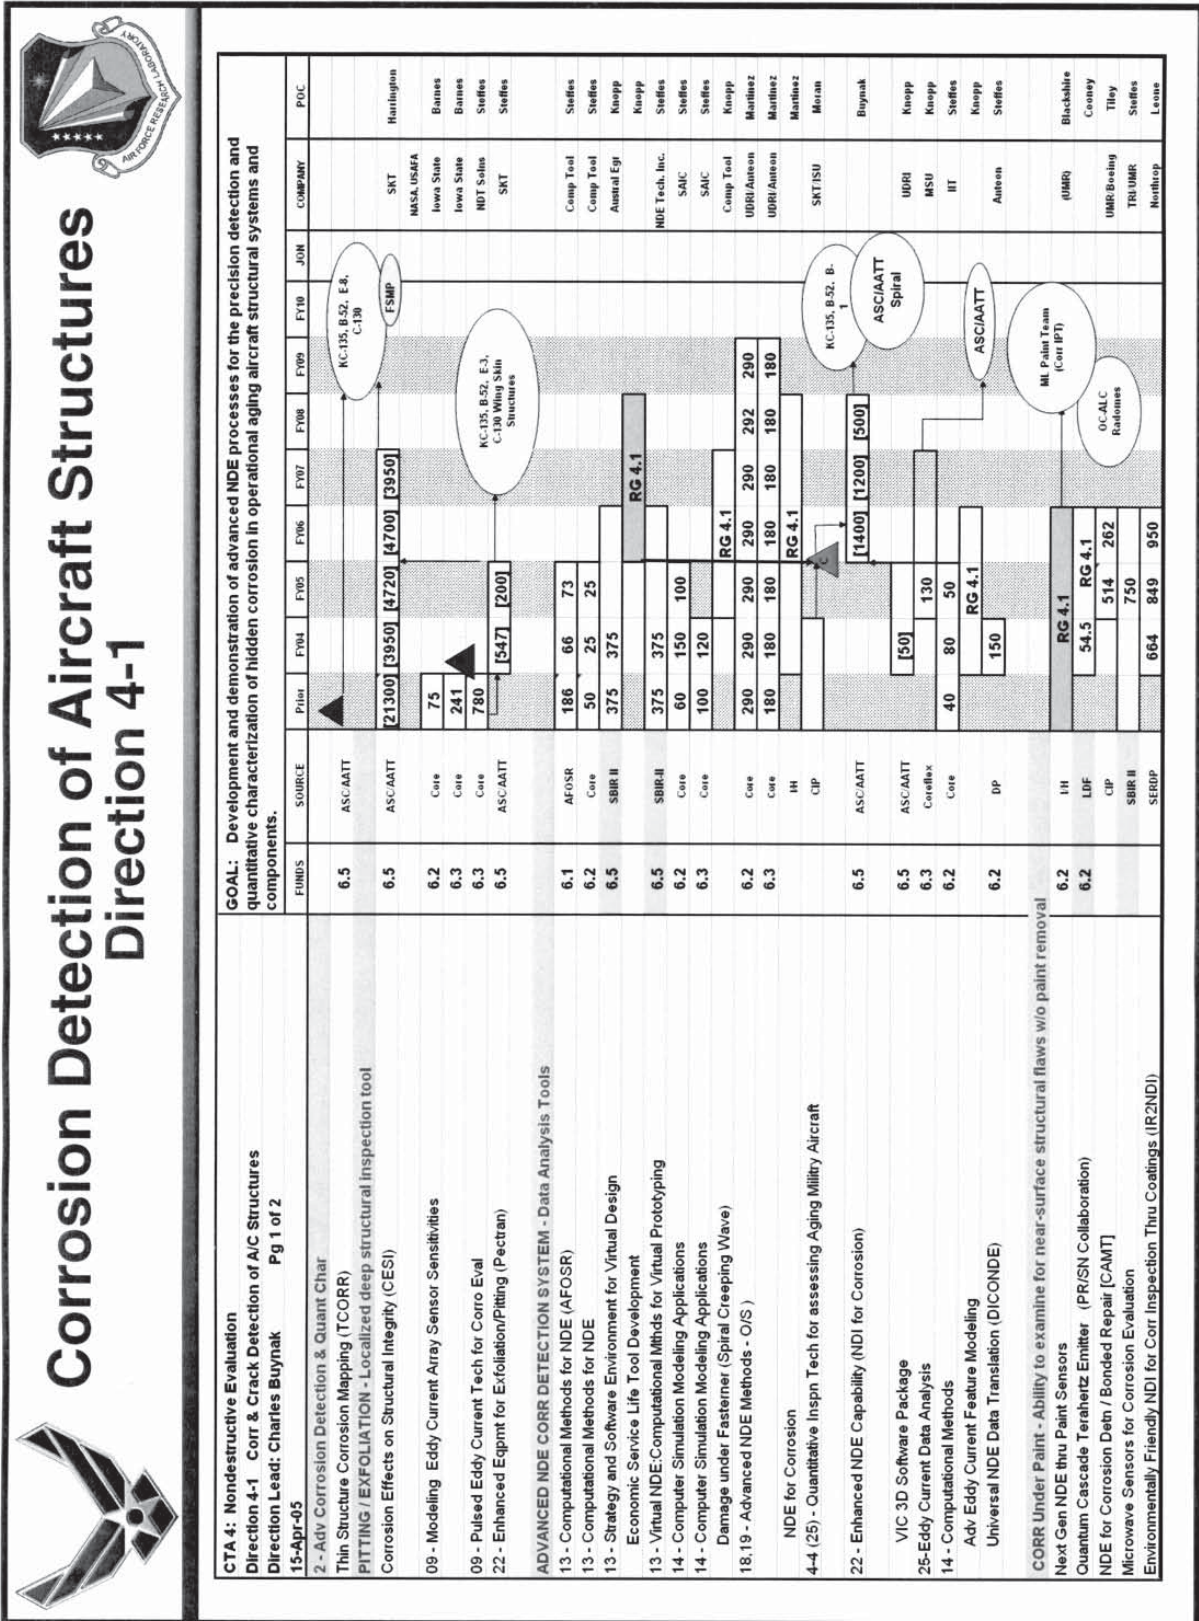 Corrosion Detection of Aircraft Structures
Direction 4-1
AIR FORCE RESEARCH LABORATORY
CTA 4: Nondestructive Evaluation
Direction 4-1 Corr & Crack Detection of A/C Structures
Direction Lead: Charles Buynak Pg 1 of 2
GOAL: Development and demonstration of advanced NDE processes for the precision detection and
quantitative characterization of hidden corrosion in operational aging aircraft structural systems and
components.
15-Apr-05 FUNDS SOURCE Pilot FY04 FY05 FY06 FY07 FY08 FY09 FY10 JON COMPANY POC
2 - Adv Corrosion Detection & Quant Char
Thin Structure Corrosion Mapping (TCORR) 6.5 ASC/AATT KC-135, B-52, E-8, C-130
PITTING / EXFOLIATION - Localized deep structural inspection tool
Corrosion Effects on Structural Integrity (CESI) 6.5 ASC/AATT [21300] [3950] [4720] [4700] [3950] FSMP SKT Harrington
NASA, USAFA
09 - Modeling Eddy Current Array Sensor Sensitivities 6.2 Core 75 Iowa State Barnes
6.3 Core 241 Iowa State Barnes
09 - Pulsed Eddy Current Tech for Corro Eval 6.3 Core 780 NDT Solns Steffes
22 - Enhanced Eqpmt for Exfoliation/Pitting (Pectran) 6.5 ASC/AATT [547] [200] KC-135, B-52, E-3, C-130 Wing Skin Structures SKT Steffes
ADVANCED NDE CORR DETECTION SYSTEM - Data Analysis Tools
13 - Computational Methods for NDE (AFOSR) 6.1 AFOSR 186 66 73 Comp Tool Steffes
13 - Computational Methods for NDE 6.2 Core 50 25 25 Comp Tool Steffes
13 - Strategy and Software Environment for Virtual Design 6.5 SBIR II 375 375 Austral Egr Knopp
Economic Service Life Tool Development RG 4.1 Knopp
13 - Virtual NDE:Computational Mthds for Virtual Prototyping 6.5 SBIR-II 375 375 NDE Tech. Inc. Steffes
14 - Computer Simulation Modeling Applications 6.2 Core 60 150 100 SAIC Steffes
14 - Computer Simulation Modeling Applications 6.3 Core 100 120 SAIC Steffes
Damage under Fasterner (Spiral Creeping Wave) RG 4.1 Comp Tool Knopp
18.19 - Advanced NDE Methods - O/S ) 6.2 Core 290 290 290 290 290 292 290 UDRI/Anteon Martinez
6.3 Core 180 180 180 180 180 180 180 UDRI/Anteon Martinez
NDE for Corrosion IH RG 4.1 Martinez
4-4 (25) - Quantitative Inspn Tech for assessing Aging Militry Aircraft CIP C KC-135, B-52, B-1 SKT/ISU Moran
22 - Enhanced NDE Capability (NDI for Corrosion) 6.5 ASC/AATT [1400] [1200] [500] ASC/AATT Spiral Buynak
VIC 3D Software Package 6.5 ASC/AATT [50] UDRI Knopp
25-Eddy Current Data Analysis 6.3 Coreflex 130 MSU Knopp
14 - Computational Methods 6.2 Core 40 80 50 IIT Steffes
Adv Eddy Current Feature Modeling RG 4.1 ASC/AATT Knopp
Universal NDE Data Translation (DICONDE) 6.2 DP 150 Anteon Steffes
CORR Under Paint - Ability to examine for near-surface structural flaws w/o paint removal
Next Gen NDE thru Paint Sensors 6.2 I/H RG 4.1 ML Paint Team (Corr IPT) (UMR) Blackshire
Quantum Cascade Terahertz Emitter (PR/SN Collaboration) 6.2 LDF 54.5 RG 4.1 Cooney
NDE for Corrosion Detn / Bonded Repair [CAMT] CIP 514 262 OC-ALC Radomes UMR/Boeing Tiley
Microwave Sensors for Corrosion Evaluation SBIR II 750 TRI/UMR Steffes
Environmentally Friendly NDI for Corr Inspection Thru Coatings (IR2NDI) SERDP 664 849 950 Northrop Leone